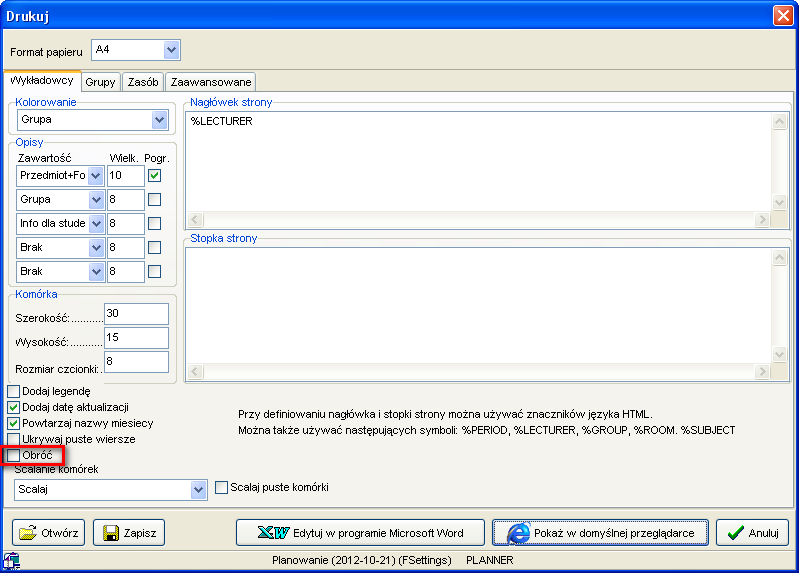 Drukuj
Format papieru A4
Wykładowcy Grupy Zasób Zaawansowane
Kolorowanie
Grupa
Opisy
Zawartość Wielk. Pogr.
Przedmiot+Fo 10
Grupa 8
Info dla stude 8
Brak 8
Brak 8
Komórka
Szerokość:........... 30
Wysokość:........... 15
Rozmiar czcionki:. 8
Nagłówek strony
%LECTURER
Stopka strony
Dodaj legendę
Dodaj datę aktualizacji
Powtarzaj nazwy miesiecy
Ukrywaj puste wiersze
Obróć
Przy definiowaniu nagłówka i stopki strony można używać znaczników języka HTML.
Można także używać następujących symboli: %PERIOD, %LECTURER, %GROUP, %ROOM. %SUBJECT
Scalanie komórek
Scalaj Scalaj puste komórki
Otwórz Zapisz Edytuj w programie Microsoft Word Pokaż w domyślnej przeglądarce Anuluj
Planowanie (2012-10-21) (FSettings) PLANNER